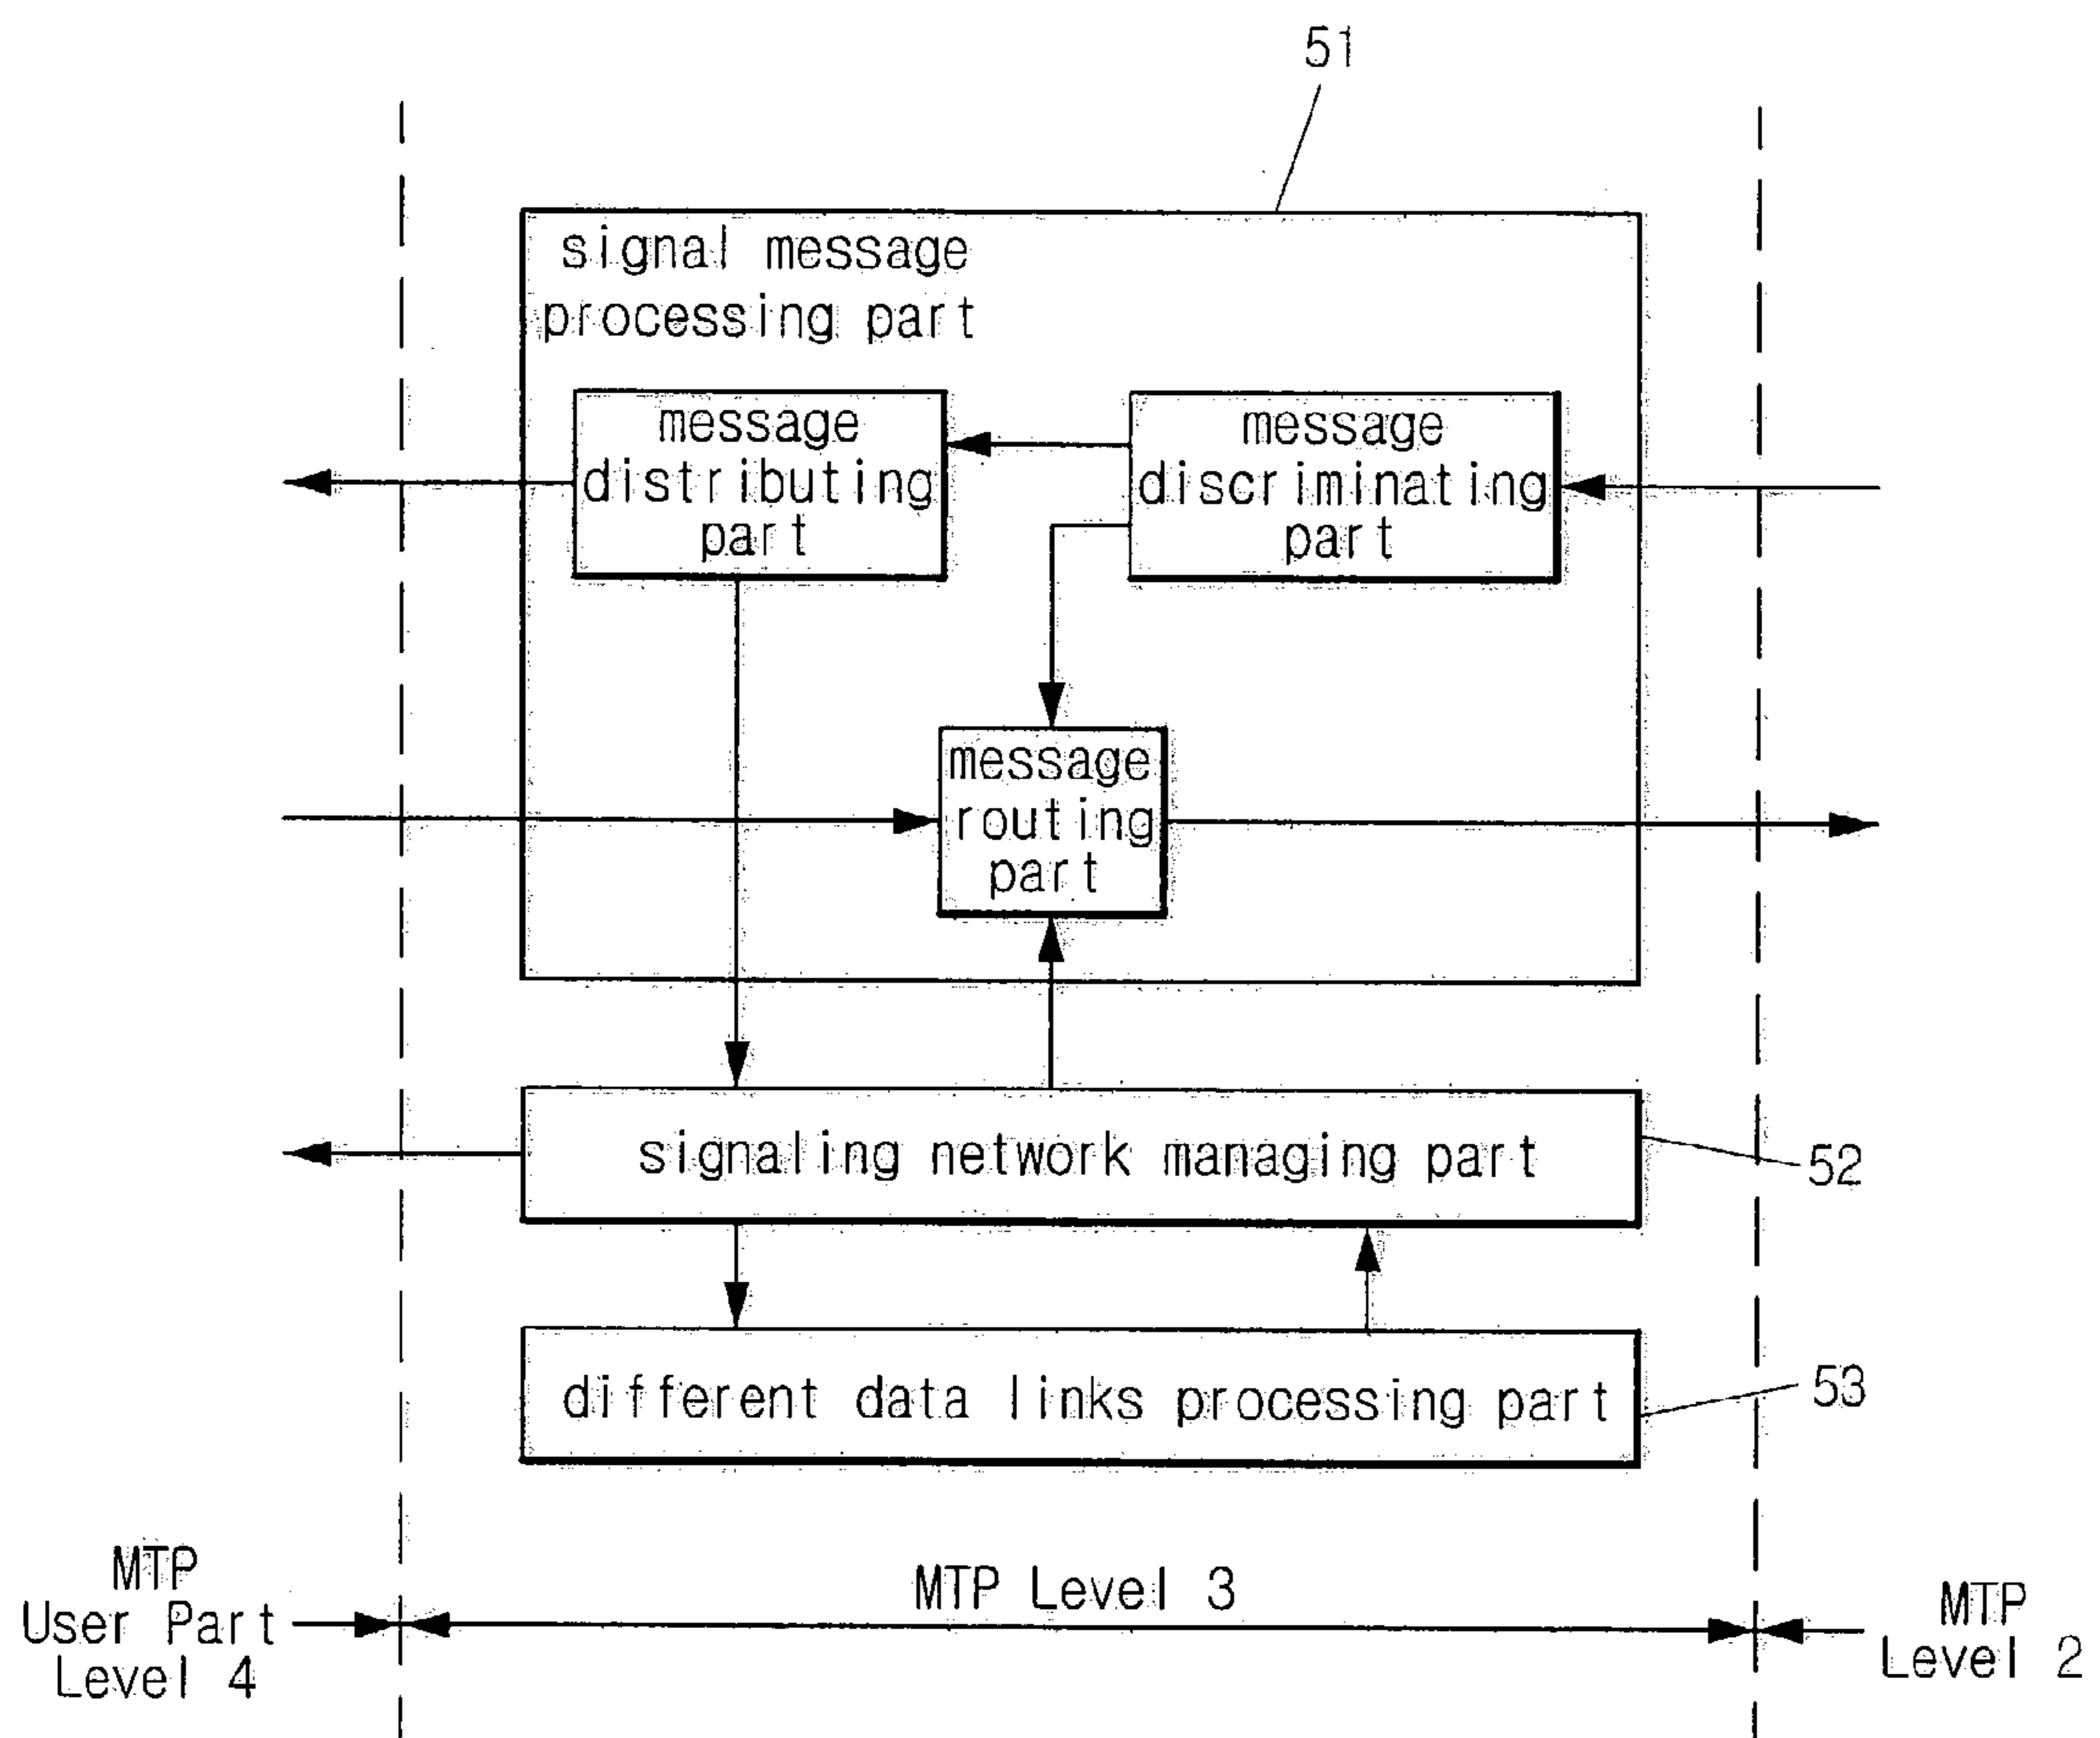 51
signal message
processing part
message
distributing
part
message
discriminating
part
message
routing
part
signaling network managing part
52
different data links processing part
53
MTP
User Part
Level 4
MTP Level 3
MTP
Level 2